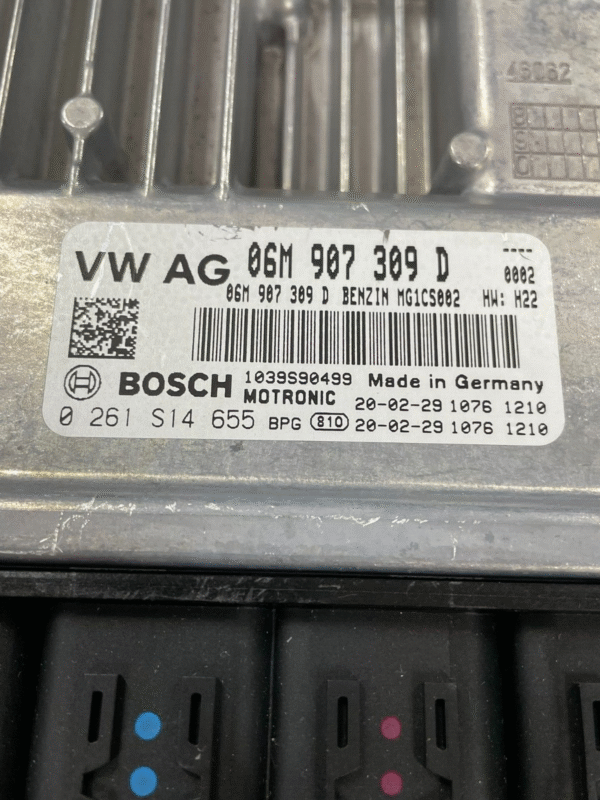 46062
VW AG 06M 907 309 D ----
0002
06M 907 309 D BENZIN MG1CS002 HW: H22
BOSCH 1039S90499 Made in Germany
MOTRONIC 20-02-29 1076 1210
0 261 S14 655 BPG 810 20-02-29 1076 1210